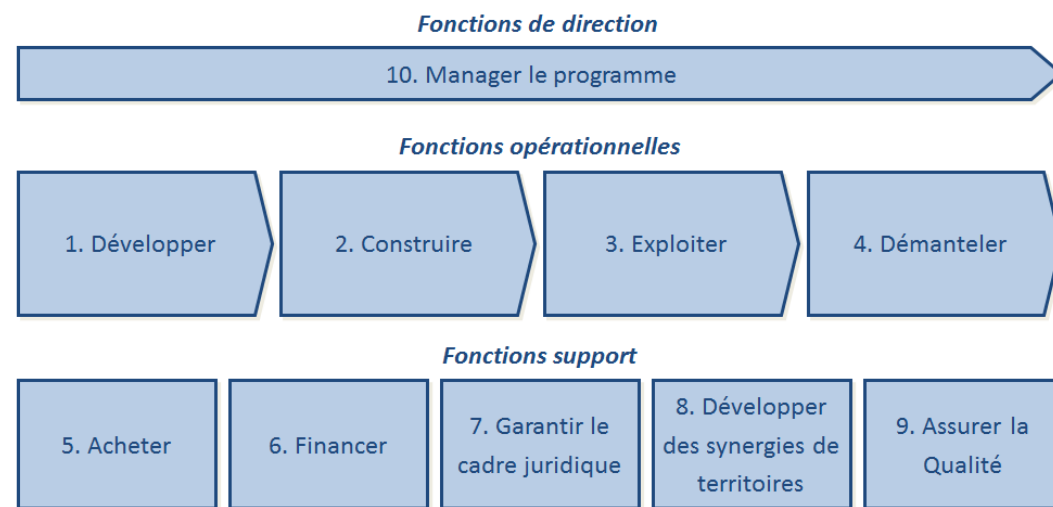 Fonctions de direction
10. Manager le programme
Fonctions opérationnelles
1. Développer
2. Construire
3. Exploiter
4. Démanteler
Fonctions support
5. Acheter
6. Financer
7. Garantir le
cadre juridique
8. Développer
des synergies de
territoires
9. Assurer la
Qualité